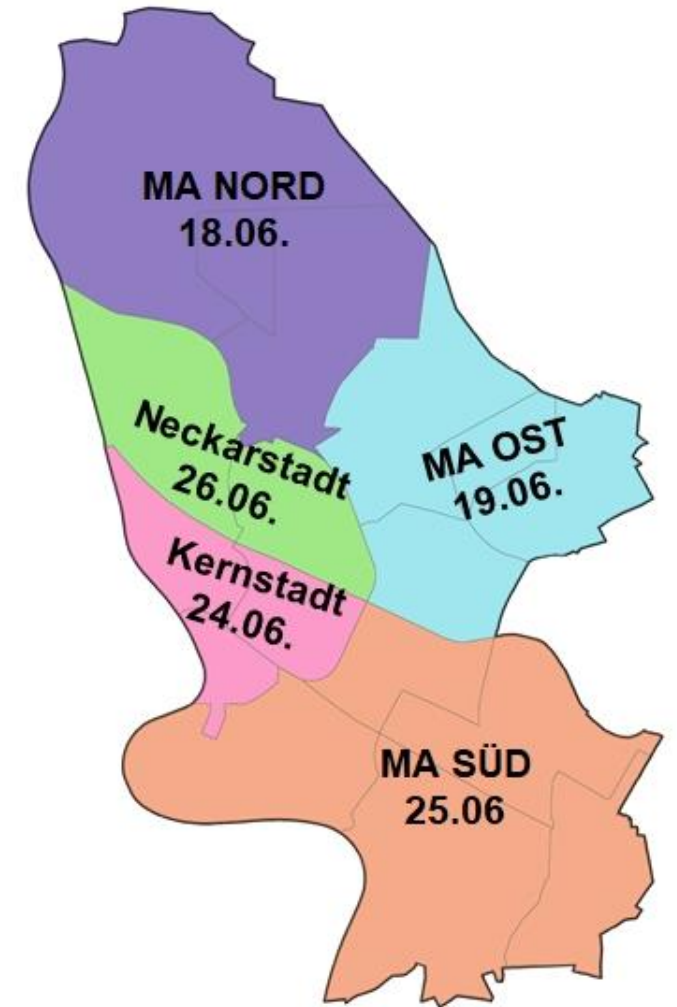 MA NORD
18.06.
Neckarstadt
26.06.
MA OST
19.06.
Kernstadt
24.06.
MA SÜD
25.06